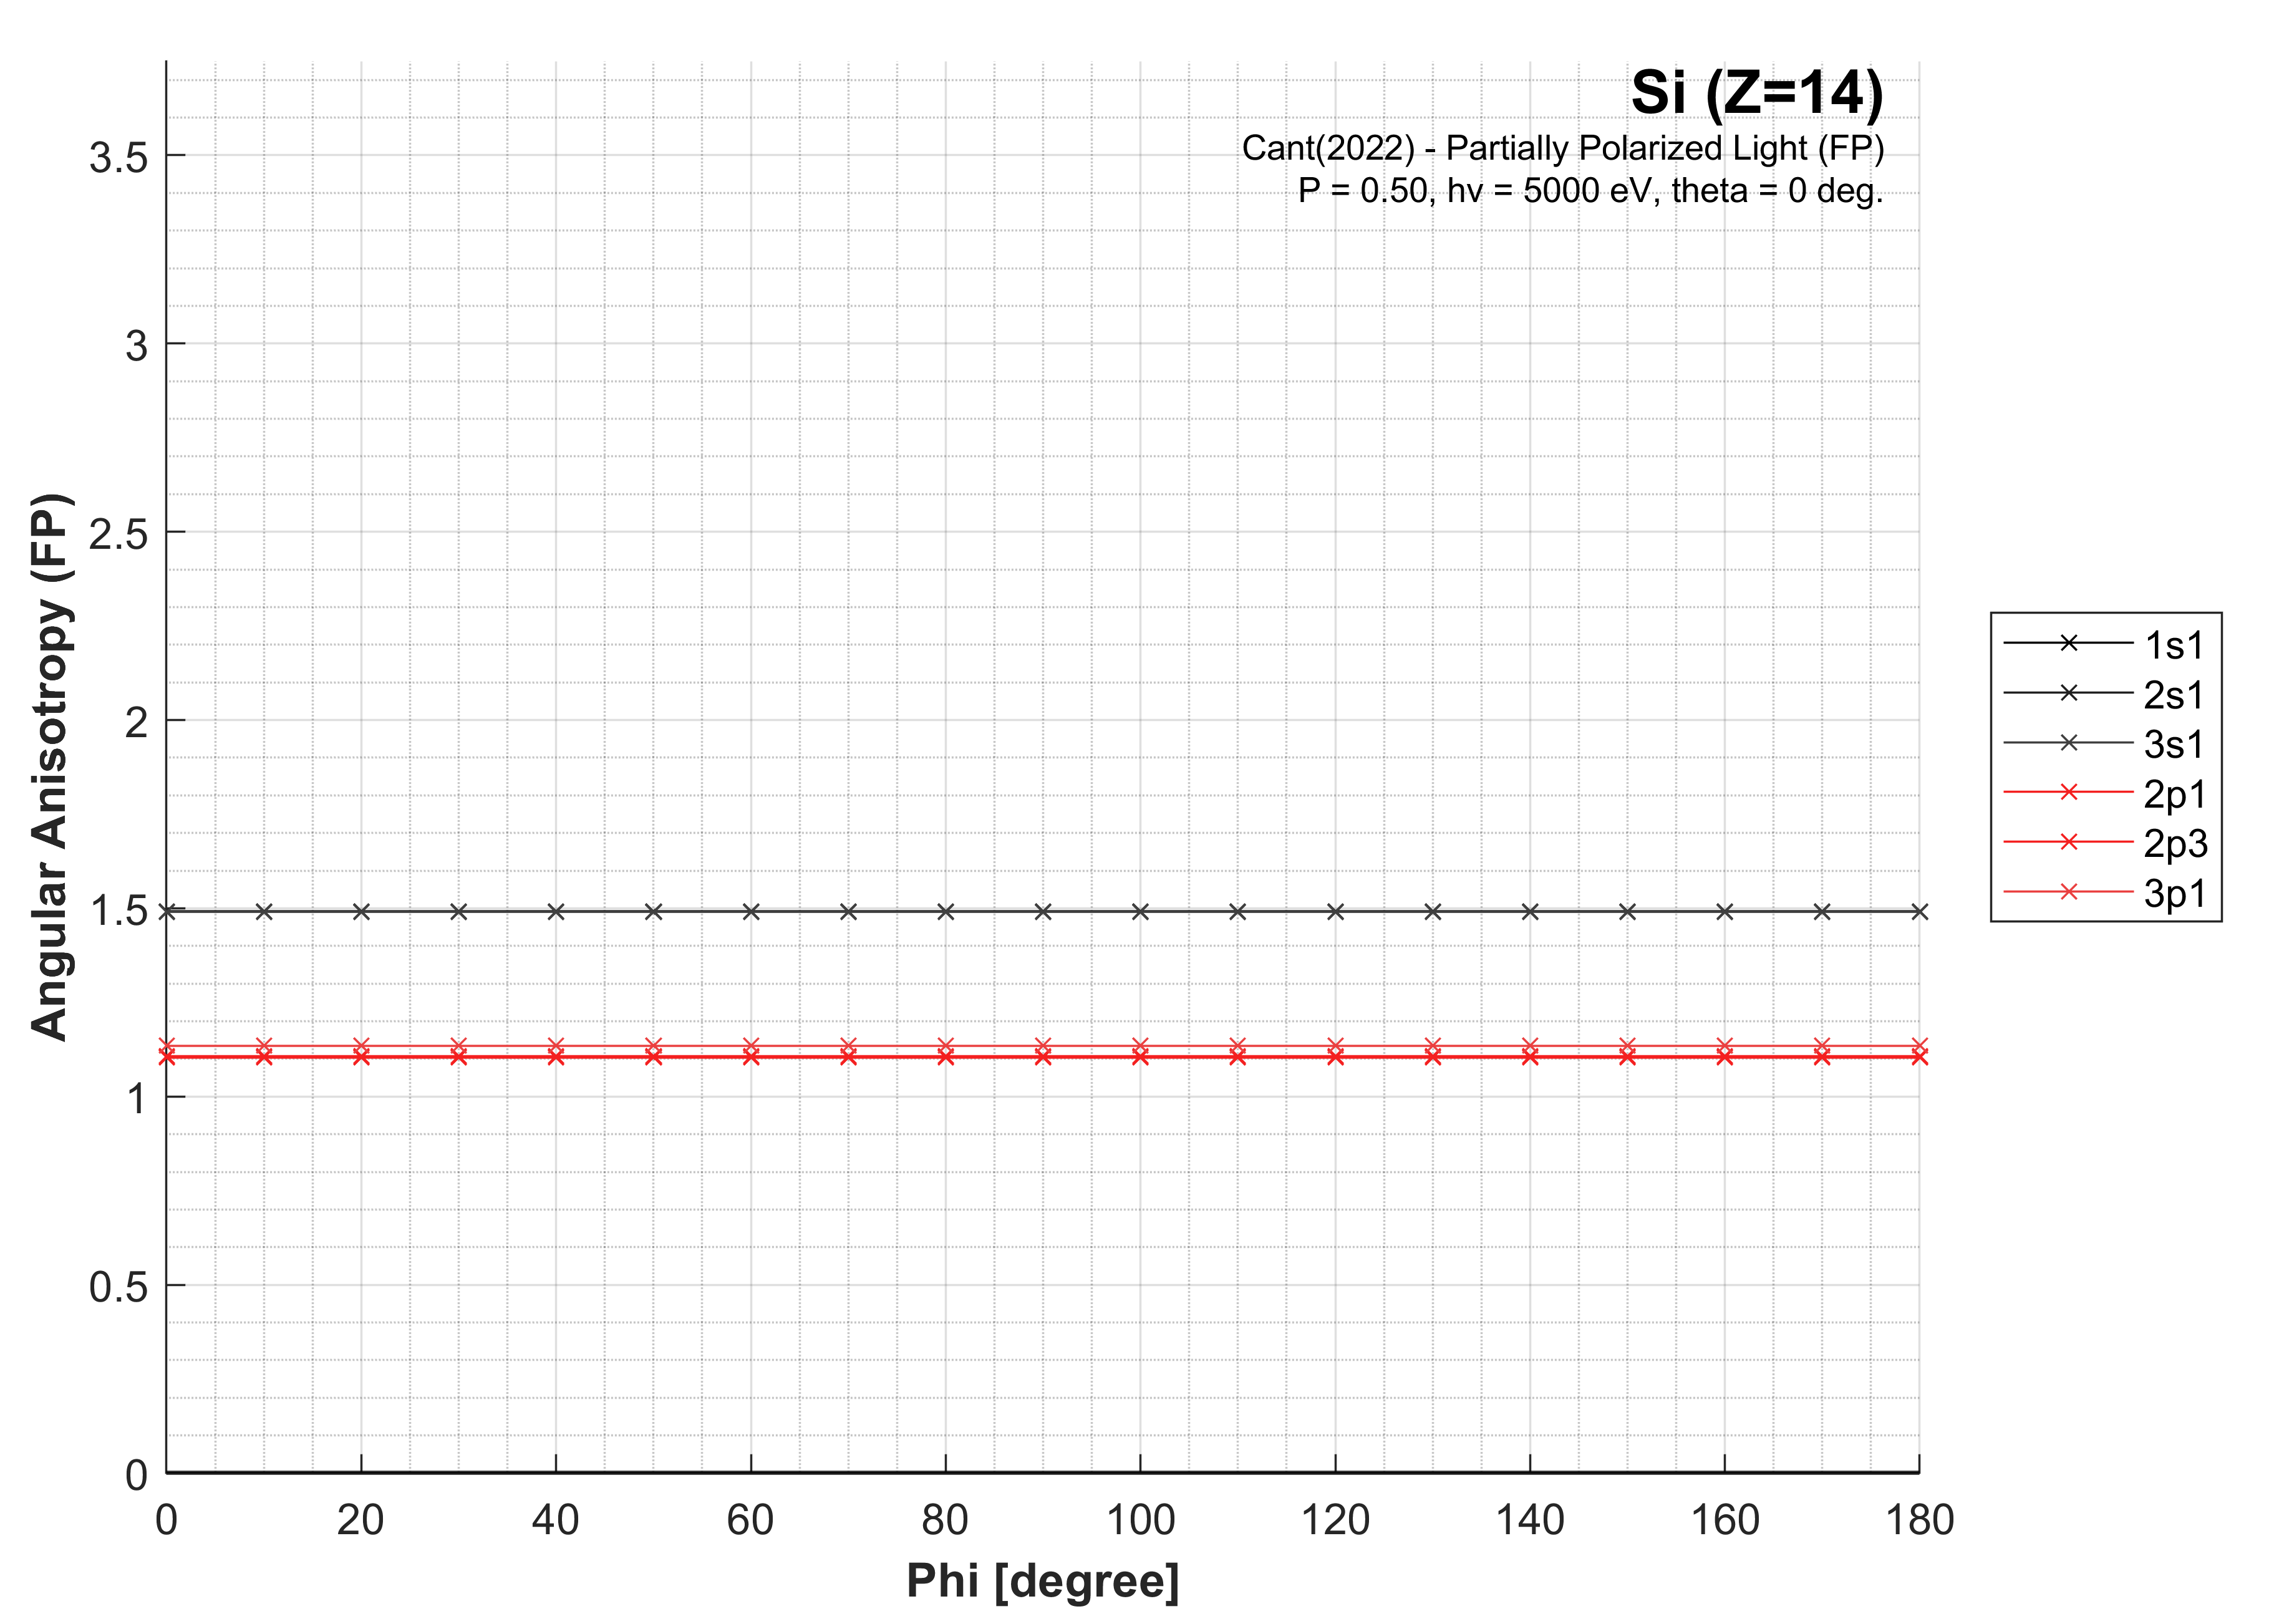 Si (Z=14)
Cant(2022) - Partially Polarized Light (FP)
P = 0.50, hv = 5000 eV, theta = 0 deg.
3.5
3
2.5
2
1.5
1
0.5
0
Angular Anisotropy (FP)
0 20 40 60 80 100 120 140 160 180
Phi [degree]
1s1
2s1
3s1
2p1
2p3
3p1